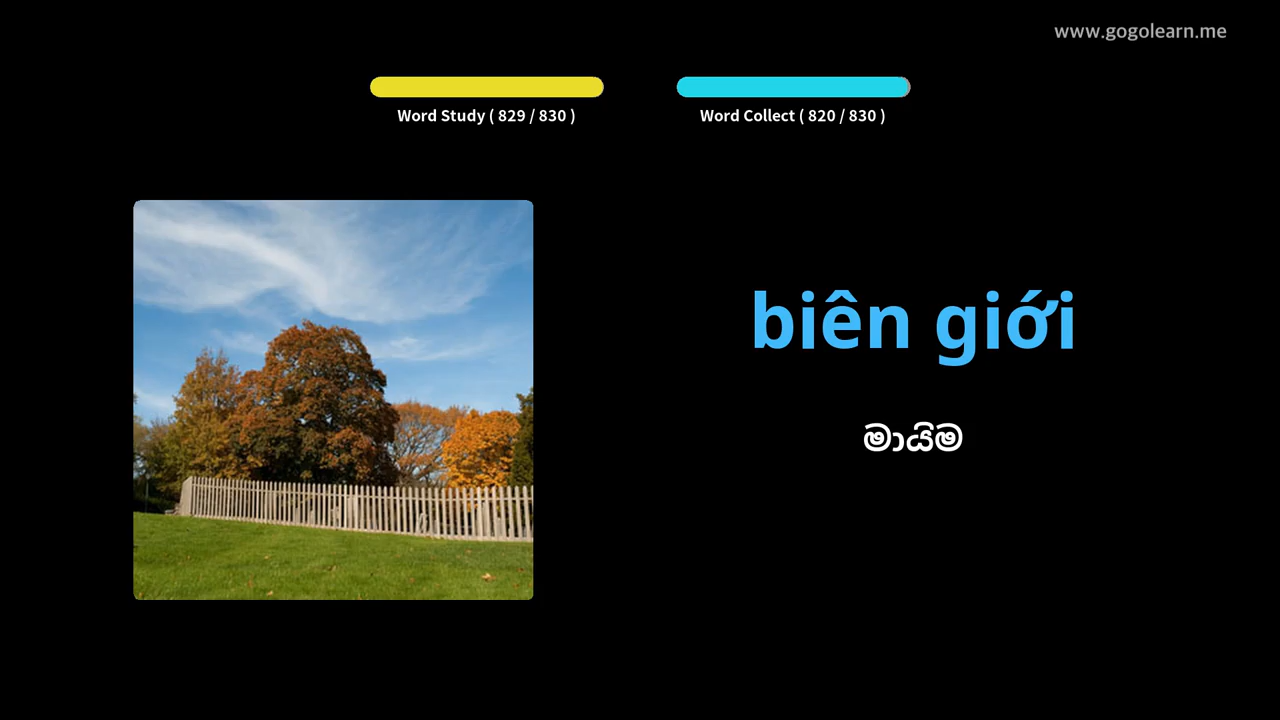 www.gogolearn.me
Word Study ( 829 / 830 )
Word Collect ( 820 / 830 )
biên giới
මායිම